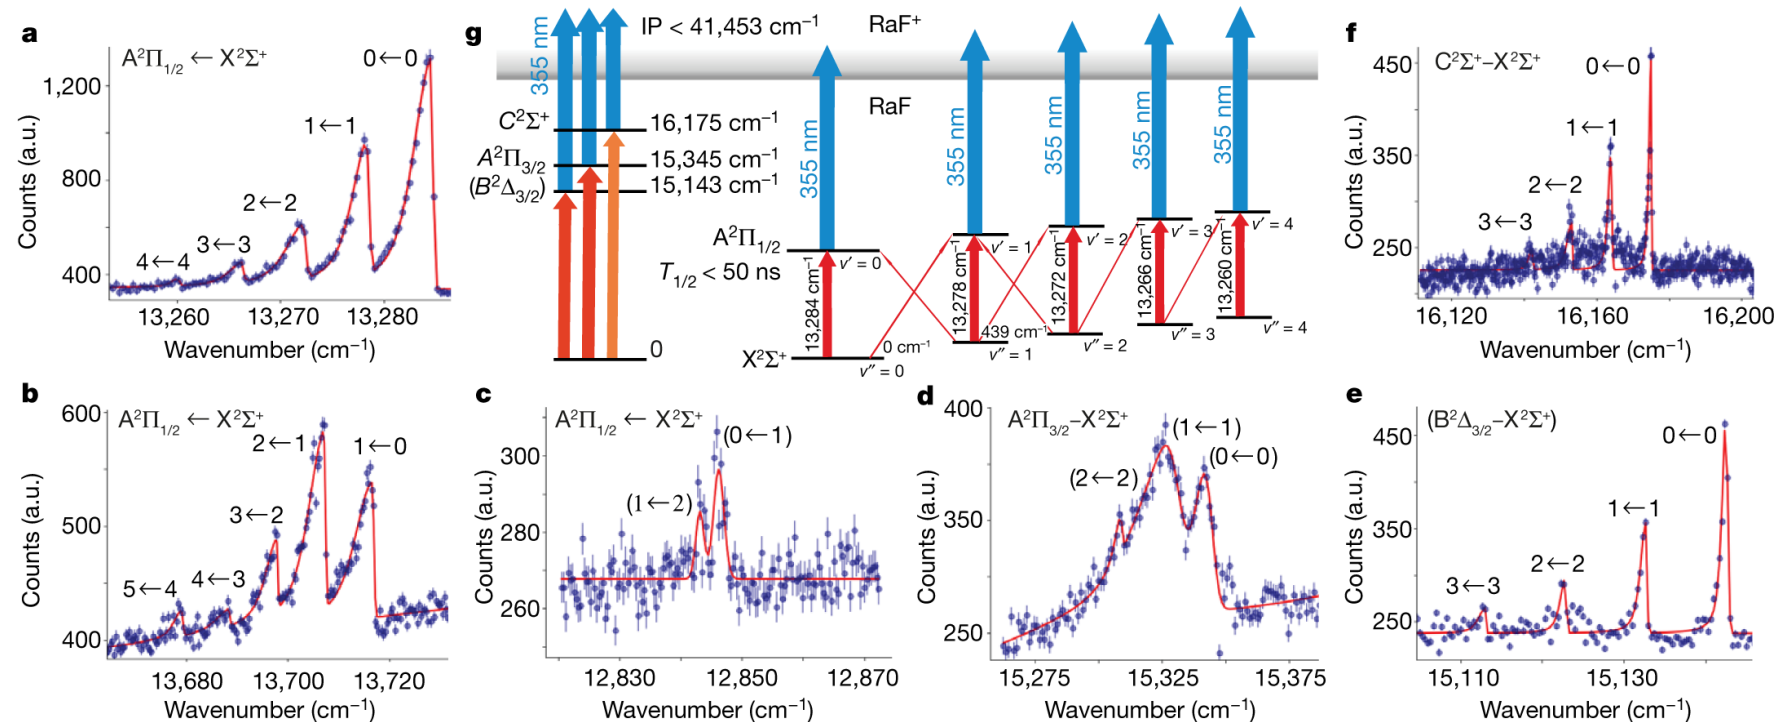 a
A²Π₁/₂ ← X²Σ⁺
0←0
1←1
2←2
3←3
4←4
1,200
800
400
Counts (a.u.)
13,260 13,270 13,280
Wavenumber (cm⁻¹)
g
355 nm
IP < 41,453 cm⁻¹
RaF⁺
RaF
C²Σ⁺
16,175 cm⁻¹
A²Π₃/₂
15,345 cm⁻¹
(B²Δ₃/₂)
15,143 cm⁻¹
0
355 nm
355 nm
355 nm
355 nm
355 nm
A²Π₁/₂
T₁/₂ < 50 ns
v′ = 0
v′ = 1
v′ = 2
v′ = 3
v′ = 4
13,284 cm⁻¹
13,278 cm⁻¹
13,272 cm⁻¹
13,266 cm⁻¹
13,260 cm⁻¹
0 cm⁻¹
439 cm⁻¹
X²Σ⁺
v″ = 0
v″ = 1
v″ = 2
v″ = 3
v″ = 4
f
C²Σ⁺–X²Σ⁺
0←0
1←1
2←2
3←3
450
350
250
Counts (a.u.)
16,120 16,160 16,200
Wavenumber (cm⁻¹)
b
A²Π₁/₂ ← X²Σ⁺
2←1
1←0
3←2
4←3
5←4
600
500
400
Counts (a.u.)
13,680 13,700 13,720
Wavenumber (cm⁻¹)
c
A²Π₁/₂ ← X²Σ⁺
(0←1)
(1←2)
300
280
260
Counts (a.u.)
12,830 12,850 12,870
Wavenumber (cm⁻¹)
d
A²Π₃/₂–X²Σ⁺
(1←1)
(0←0)
(2←2)
400
350
250
Counts (a.u.)
15,275 15,325 15,375
Wavenumber (cm⁻¹)
e
(B²Δ₃/₂–X²Σ⁺)
0←0
1←1
2←2
3←3
450
350
250
Counts (a.u.)
15,110 15,130
Wavenumber (cm⁻¹)